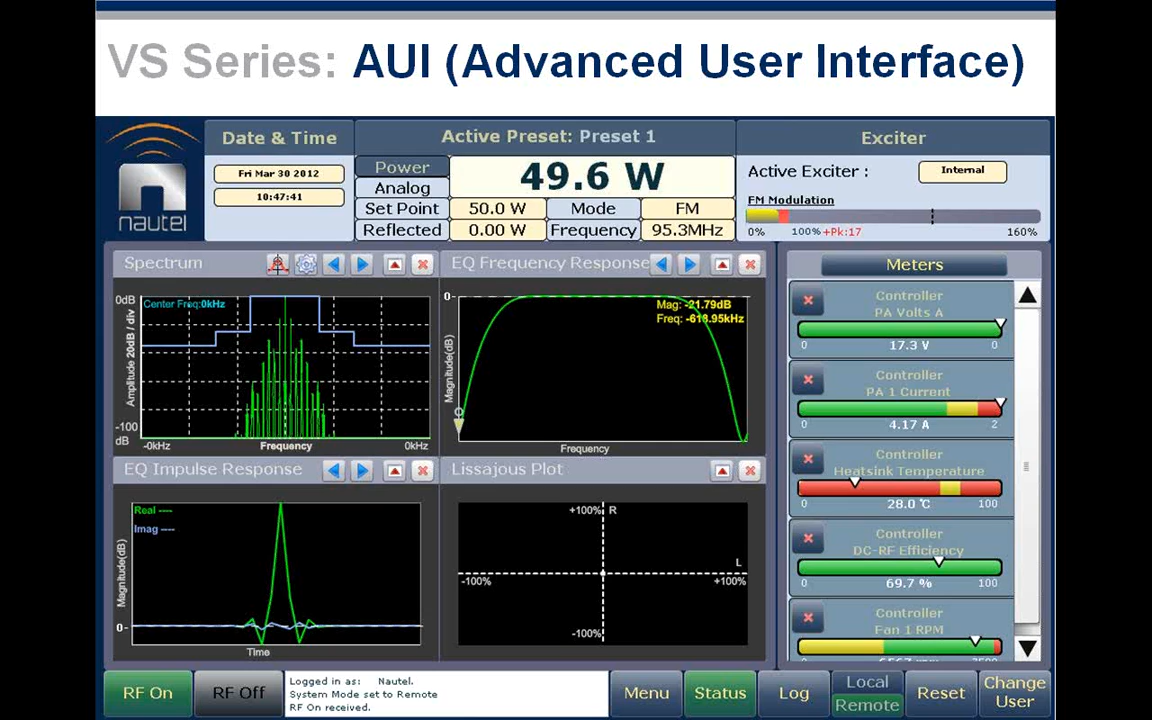 VS Series: AUI (Advanced User Interface)
nautel
Date & Time
Fri Mar 30 2012
10:47:41
Active Preset: Preset 1
Power
Analog
49.6 W
Set Point 50.0 W Mode FM
Reflected 0.00 W Frequency 95.3MHz
Exciter
Active Exciter : Internal
FM Modulation
0% 100% +Pk:17 160%
Spectrum
0dB
Center Freq:0kHz
Amplitude 20dB / div
-100
dB
-0kHz Frequency 0kHz
EQ Frequency Response
0-
Mag: -21.79dB
Freq: -618.95kHz
Magnitude(dB)
Frequency
EQ Impulse Response
Real ----
Imag ----
Magnitude(dB)
0-
Time
Lissajous Plot
+100% R
L
-100% +100%
-100%
Meters
Controller
PA Volts A
17.3 V 0
Controller
PA 1 Current
0 4.17 A 2
Controller
Heatsink Temperature
0 28.0 °C 100
Controller
DC-RF Efficiency
0 69.7 % 100
Controller
Fan 1 RPM
RF On
RF Off
Logged in as: Nautel.
System Mode set to Remote
RF On received.
Menu
Status
Log
Local
Remote
Reset
Change
User